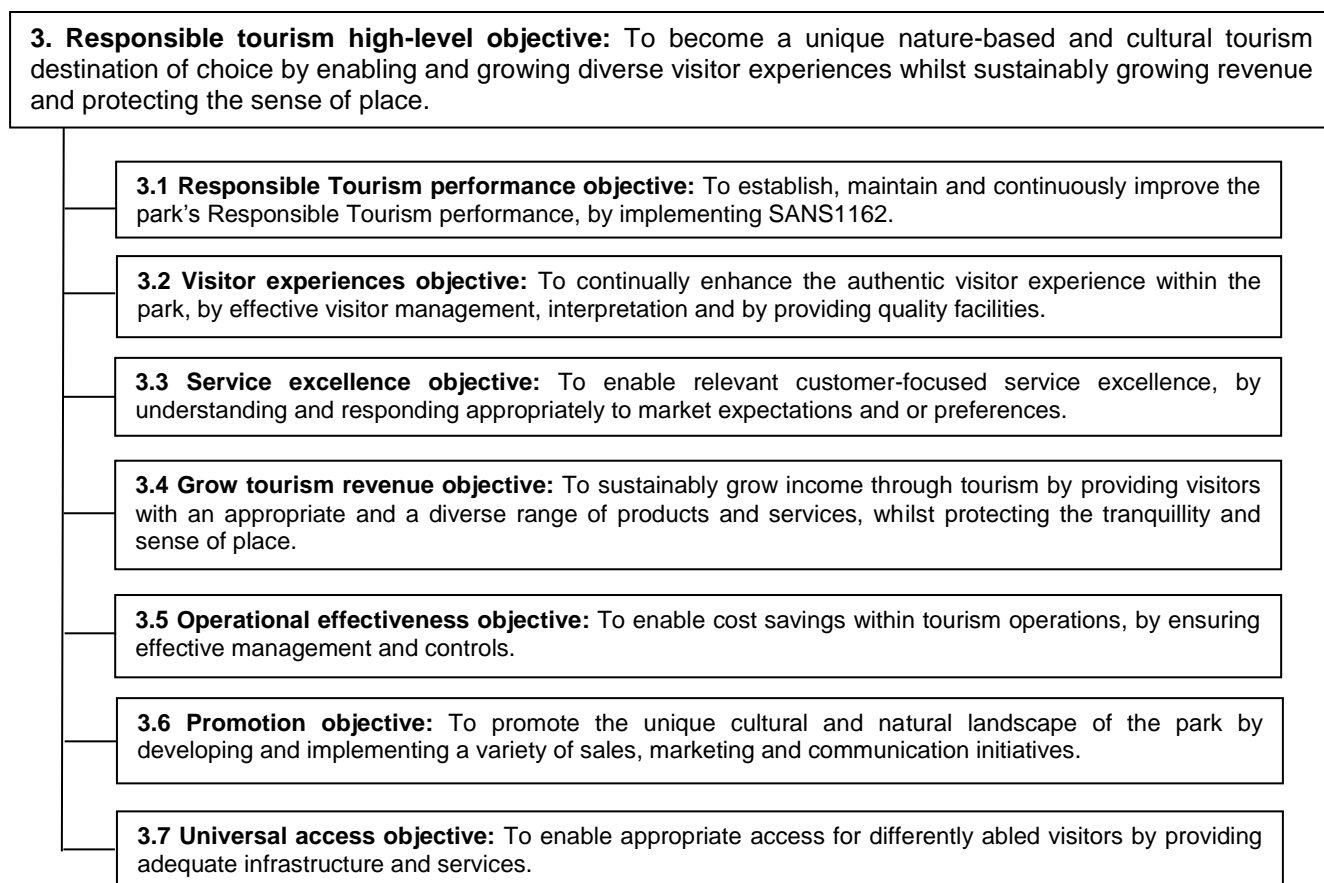 3. Responsible tourism high-level objective: To become a unique nature-based and cultural tourism
destination of choice by enabling and growing diverse visitor experiences whilst sustainably growing revenue
and protecting the sense of place.
3.1 Responsible Tourism performance objective: To establish, maintain and continuously improve the
park's Responsible Tourism performance, by implementing SANS1162.
3.2 Visitor experiences objective: To continually enhance the authentic visitor experience within the
park, by effective visitor management, interpretation and by providing quality facilities.
3.3 Service excellence objective: To enable relevant customer-focused service excellence, by
understanding and responding appropriately to market expectations and or preferences.
3.4 Grow tourism revenue objective: To sustainably grow income through tourism by providing visitors
with an appropriate and a diverse range of products and services, whilst protecting the tranquillity and
sense of place.
3.5 Operational effectiveness objective: To enable cost savings within tourism operations, by ensuring
effective management and controls.
3.6 Promotion objective: To promote the unique cultural and natural landscape of the park by
developing and implementing a variety of sales, marketing and communication initiatives.
3.7 Universal access objective: To enable appropriate access for differently abled visitors by providing
adequate infrastructure and services.